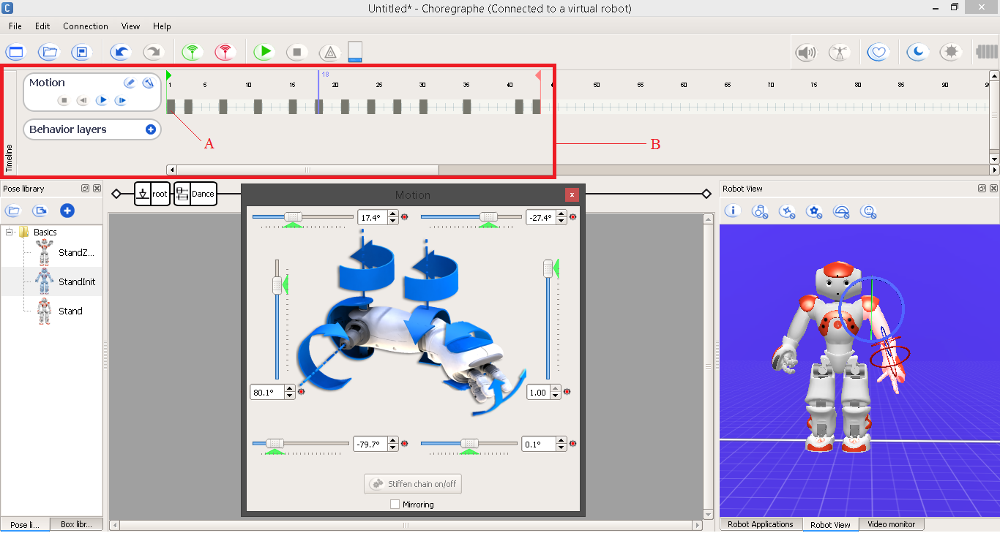 Untitled* - Choregraphe (Connected to a virtual robot)
File Edit Connection View Help
Motion
18
1 5 10 15 20 25 30 35 40 45 50 55 60 65 70 75 80 85 90 95
Behavior layers
A
B
Timeline
Pose library
root
Dance
Basics
StandZ...
StandInit
Stand
Pose li...
Box libr...
Motion
17.4°
-27.4°
80.1°
1.00
-79.7°
0.1°
Stiffen chain on/off
Mirroring
Robot View
Robot Applications
Robot View
Video monitor